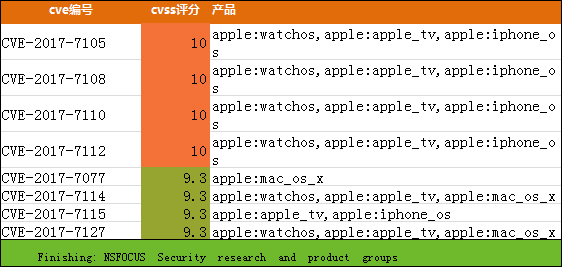 cve编号 cvss评分 产品
CVE-2017-7105 10 apple:watchos,apple:apple_tv,apple:iphone_o
s
CVE-2017-7108 10 apple:watchos,apple:apple_tv,apple:iphone_o
s
CVE-2017-7110 10 apple:watchos,apple:apple_tv,apple:iphone_o
s
CVE-2017-7112 10 apple:watchos,apple:apple_tv,apple:iphone_o
s
CVE-2017-7077 9.3 apple:mac_os_x
CVE-2017-7114 9.3 apple:watchos,apple:apple_tv,apple:mac_os_x
CVE-2017-7115 9.3 apple:apple_tv,apple:iphone_os
CVE-2017-7127 9.3 apple:watchos,apple:apple_tv,apple:mac_os_x
Finishing: NSFOCUS Security research and product groups